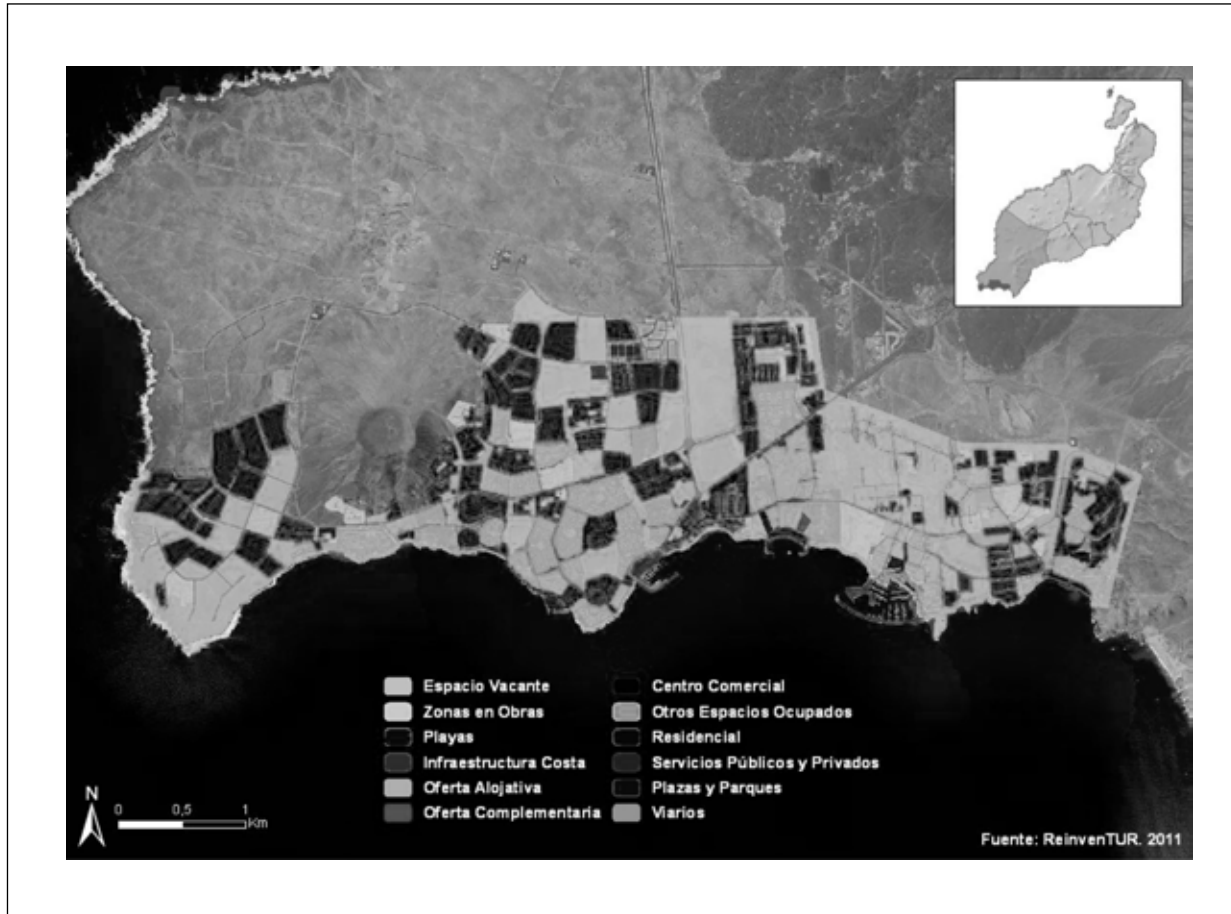 Espacio Vacante
Zonas en Obras
Playas
Infraestructura Costa
Oferta Alojativa
Oferta Complementaria
Centro Comercial
Otros Espacios Ocupados
Residencial
Servicios Públicos y Privados
Plazas y Parques
Viarios
N
0 0,5 1
Km
Fuente: ReinvenTUR. 2011